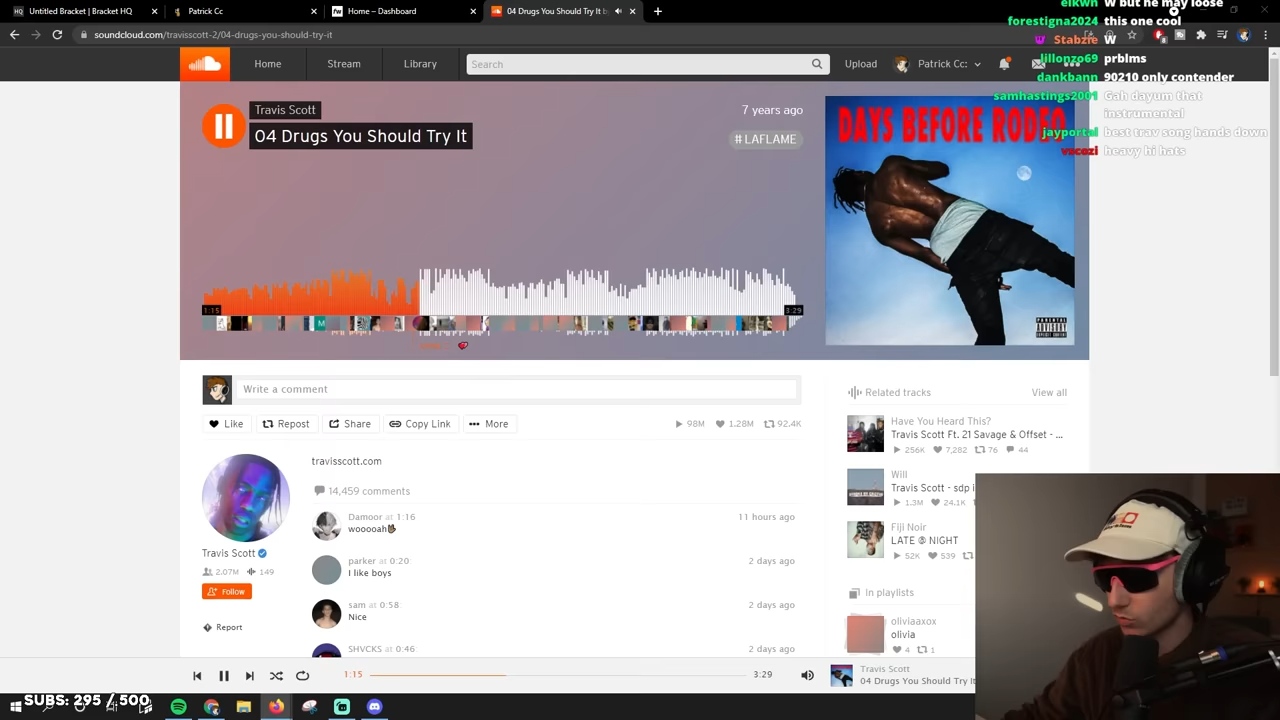 Untitled Bracket | Bracket HQ
Patrick Cc
Home – Dashboard
04 Drugs You Should Try It b
soundcloud.com/travisscott-2/04-drugs-you-should-try-it
elkwn W but he may loose
forestigna2024 this one cool
Stabzie W
lillonzo69 prblms
dankbann 90210 only contender
samhastings2001 Gah dayum that
instrumental
jayportal best trav song hands down
vscozi heavy hi hats
Home
Stream
Library
Search
Upload
Patrick Cc:
Travis Scott
04 Drugs You Should Try It
7 years ago
# LAFLAME
DAYS BEFORE RODEO
1:15
3:29
M
Write a comment
Like
Repost
Share
Copy Link
More
98M
1.28M
92.4K
travisscott.com
14,459 comments
Damoor at 1:16
wooooah
11 hours ago
parker at 0:20:
I like boys
2 days ago
sam at 0:58:
Nice
2 days ago
SHVCKS at 0:46:
2 days ago
Travis Scott
2.07M
149
Follow
Report
Related tracks
View all
Have You Heard This?
Travis Scott Ft. 21 Savage & Offset - ...
256K
7,282
76
44
Will
Travis Scott - sdp i
1.3M
24.1K
Fiji Noir
LATE @ NIGHT
52K
539
In playlists
oliviaaxox
olivia
4
1
1:15
3:29
Travis Scott
04 Drugs You Should Try It
SUBS: 295 / 500